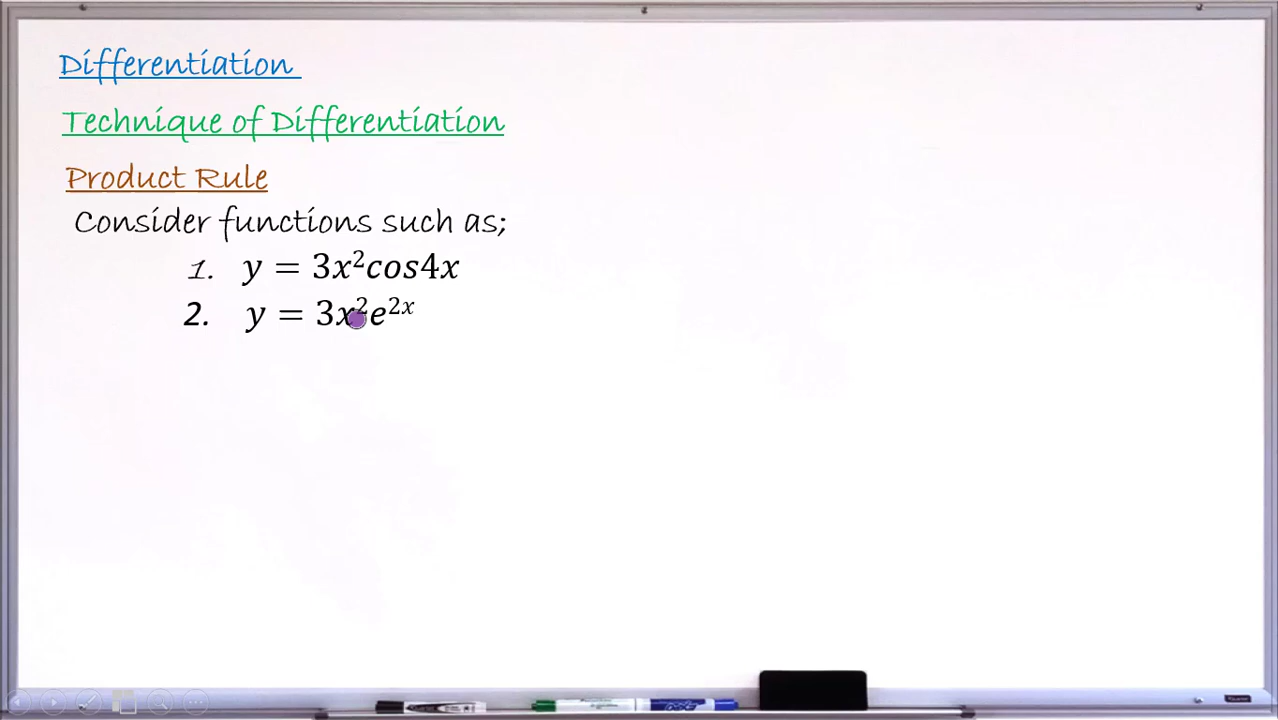 Differentiation
Technique of Differentiation
Product Rule
Consider functions such as;
1. y = 3x²cos4x
2. y = 3x²e²ˣ